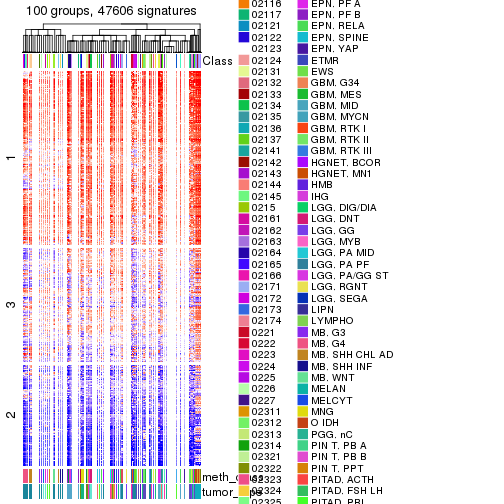 100 groups, 47606 signatures
Class
1
3
2
tumor_
02116 EPN. PF A
02117 EPN. PF B
02121 EPN. RELA
02122 EPN. SPINE
02123 EPN. YAP
02124 ETMR
02131 EWS
02132 GBM. G34
02133 GBM. MES
02134 GBM. MID
02135 GBM. MYCN
02136 GBM. RTK I
02137 GBM. RTK II
02141 GBM. RTK III
02142 HGNET. BCOR
02143 HGNET. MN1
02144 HMB
02145 IHG
0215 LGG. DIG/DIA
02161 LGG. DNT
02162 LGG. GG
02163 LGG. MYB
02164 LGG. PA MID
02165 LGG. PA PF
02166 LGG. PA/GG ST
02171 LGG. RGNT
02172 LGG. SEGA
02173 LIPN
02174 LYMPHO
0221 MB. G3
0222 MB. G4
0223 MB. SHH CHL AD
0224 MB. SHH INF
0225 MB. WNT
0226 MELAN
0227 MELCYT
02311 MNG
02312 O IDH
02313 PGG. nC
02314 PIN T. PB A
02321 PIN T. PB B
02322 PIN T. PPT
02323 PITAD. ACTH
02324 PITAD. FSH LH
02325 PITAD. PRL